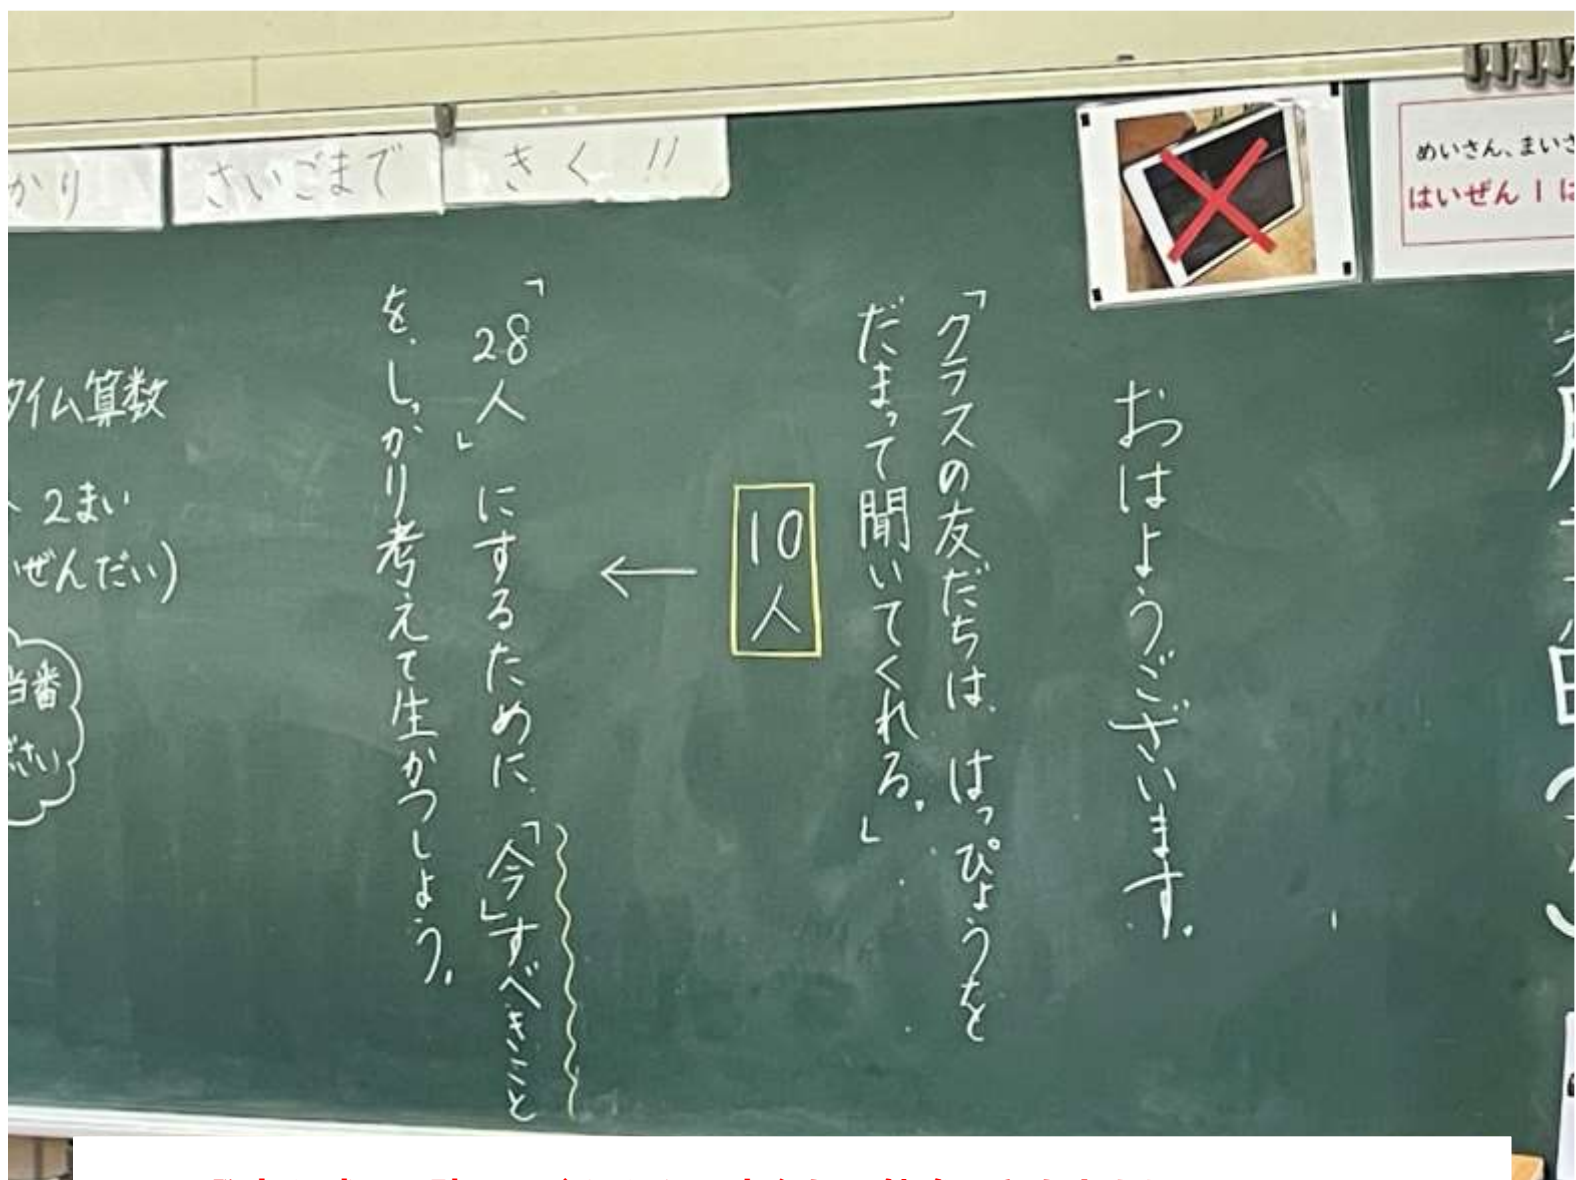 めいさん、まいさ
はいぜん1は
かり
さいごまで
きく!!
おはようございます。
「クラスの友だちは、はっぴょうを
だまって聞いてくれる。」
10人
←
「28人」にするために、「今」すべきこと
を、しっかり考えて生かつしよう。
タイム算数
2まい
ぜんだい)
当番
ださい